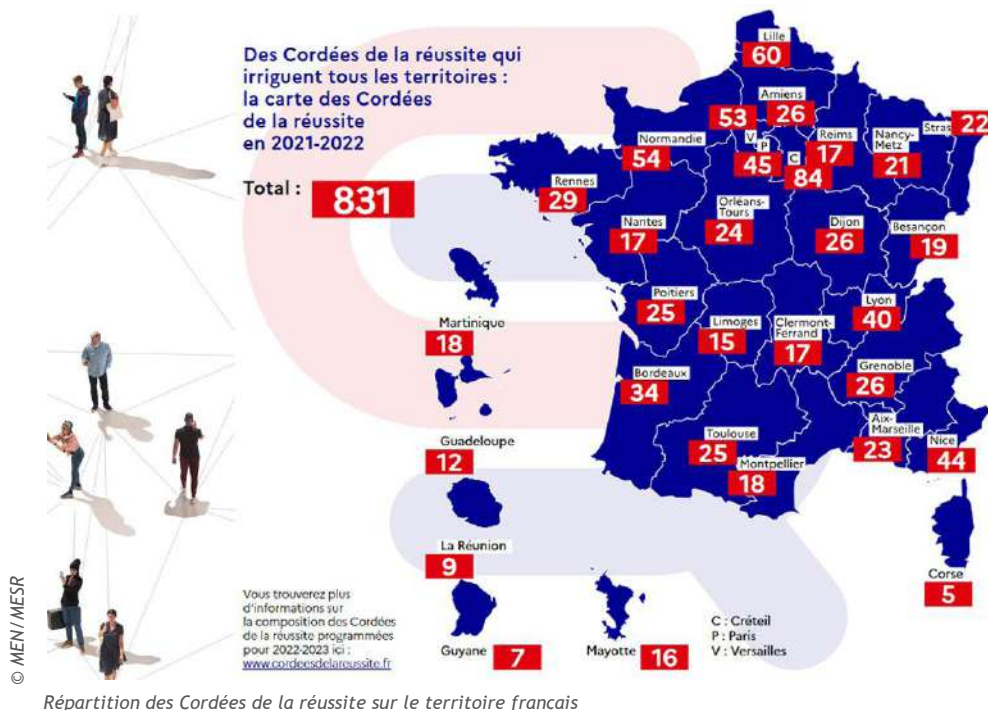 Des Cordées de la réussite qui
irriguent tous les territoires :
la carte des Cordées
de la réussite
en 2021-2022
Total :
831
Lille
60
Amiens
26
53
V
P
45
C
84
Reims
17
Nancy-
Metz
21
Stras
22
Normandie
54
Rennes
29
Nantes
17
Orléans-
Tours
24
Dijon
26
Besançon
19
Poitiers
25
Limoges
15
Clermont-
Ferrand
17
Lyon
40
Grenoble
26
Bordeaux
34
Toulouse
25
Montpellier
18
Aix-
Marseille
23
Nice
44
Corse
5
Martinique
18
Guadeloupe
12
La Réunion
9
Guyane
7
Mayotte
16
C : Créteil
P : Paris
V : Versailles
Vous trouverez plus
d'informations sur
la composition des Cordées
de la réussite programmées
pour 2022-2023 ici :
www.cordeesdelareussite.fr
© MEN/MESR
Répartition des Cordées de la réussite sur le territoire français